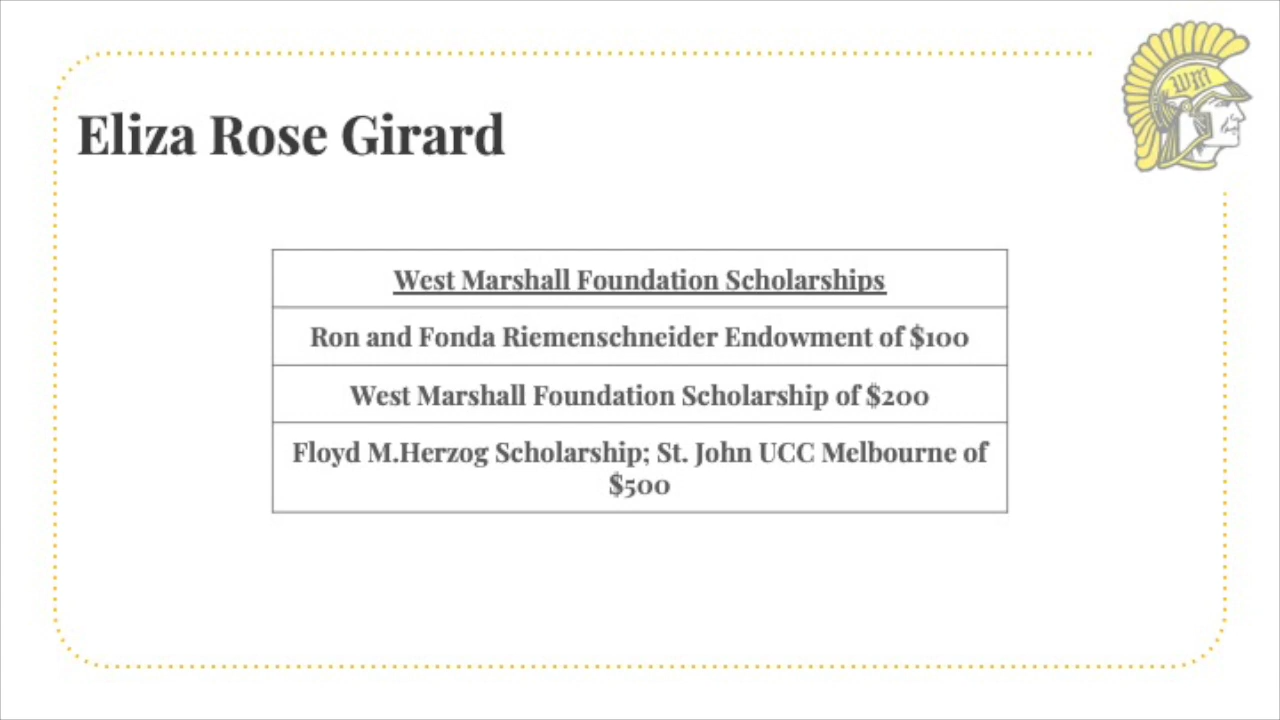 WM
Eliza Rose Girard
West Marshall Foundation Scholarships
Ron and Fonda Riemenschneider Endowment of $100
West Marshall Foundation Scholarship of $200
Floyd M.Herzog Scholarship; St. John UCC Melbourne of
$500